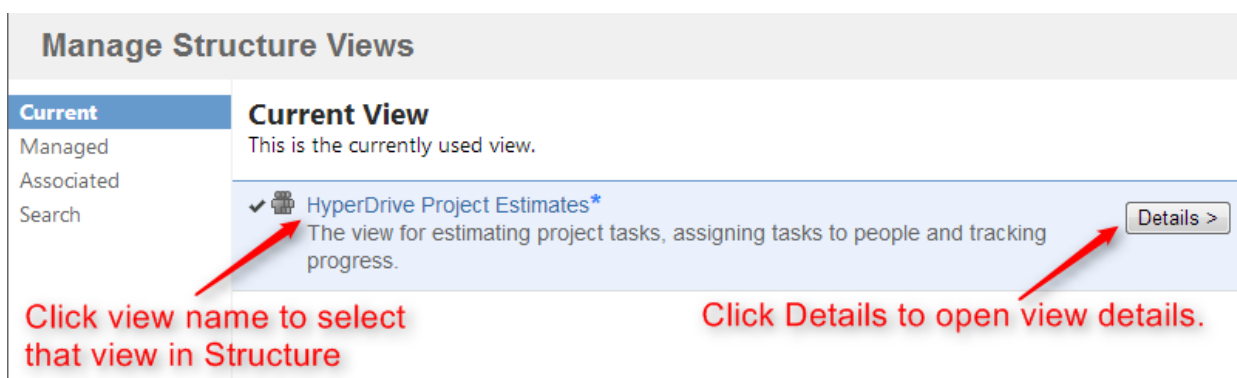 Manage Structure Views
Current
Managed
Associated
Search
Current View
This is the currently used view.
HyperDrive Project Estimates*
The view for estimating project tasks, assigning tasks to people and tracking
progress.
Details >
Click view name to select
that view in Structure
Click Details to open view details.